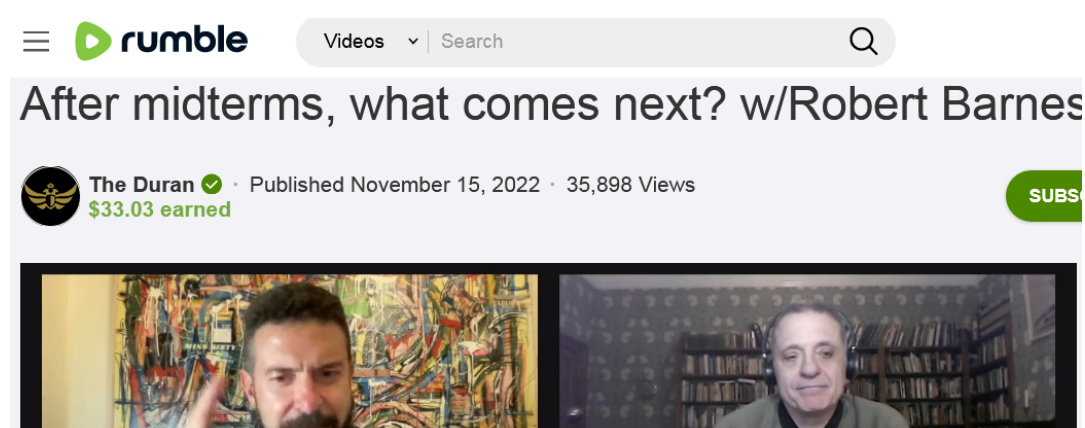 rumble
Videos Search
After midterms, what comes next? w/Robert Barnes
The Duran · Published November 15, 2022 · 35,898 Views
$33.03 earned
SUBSC